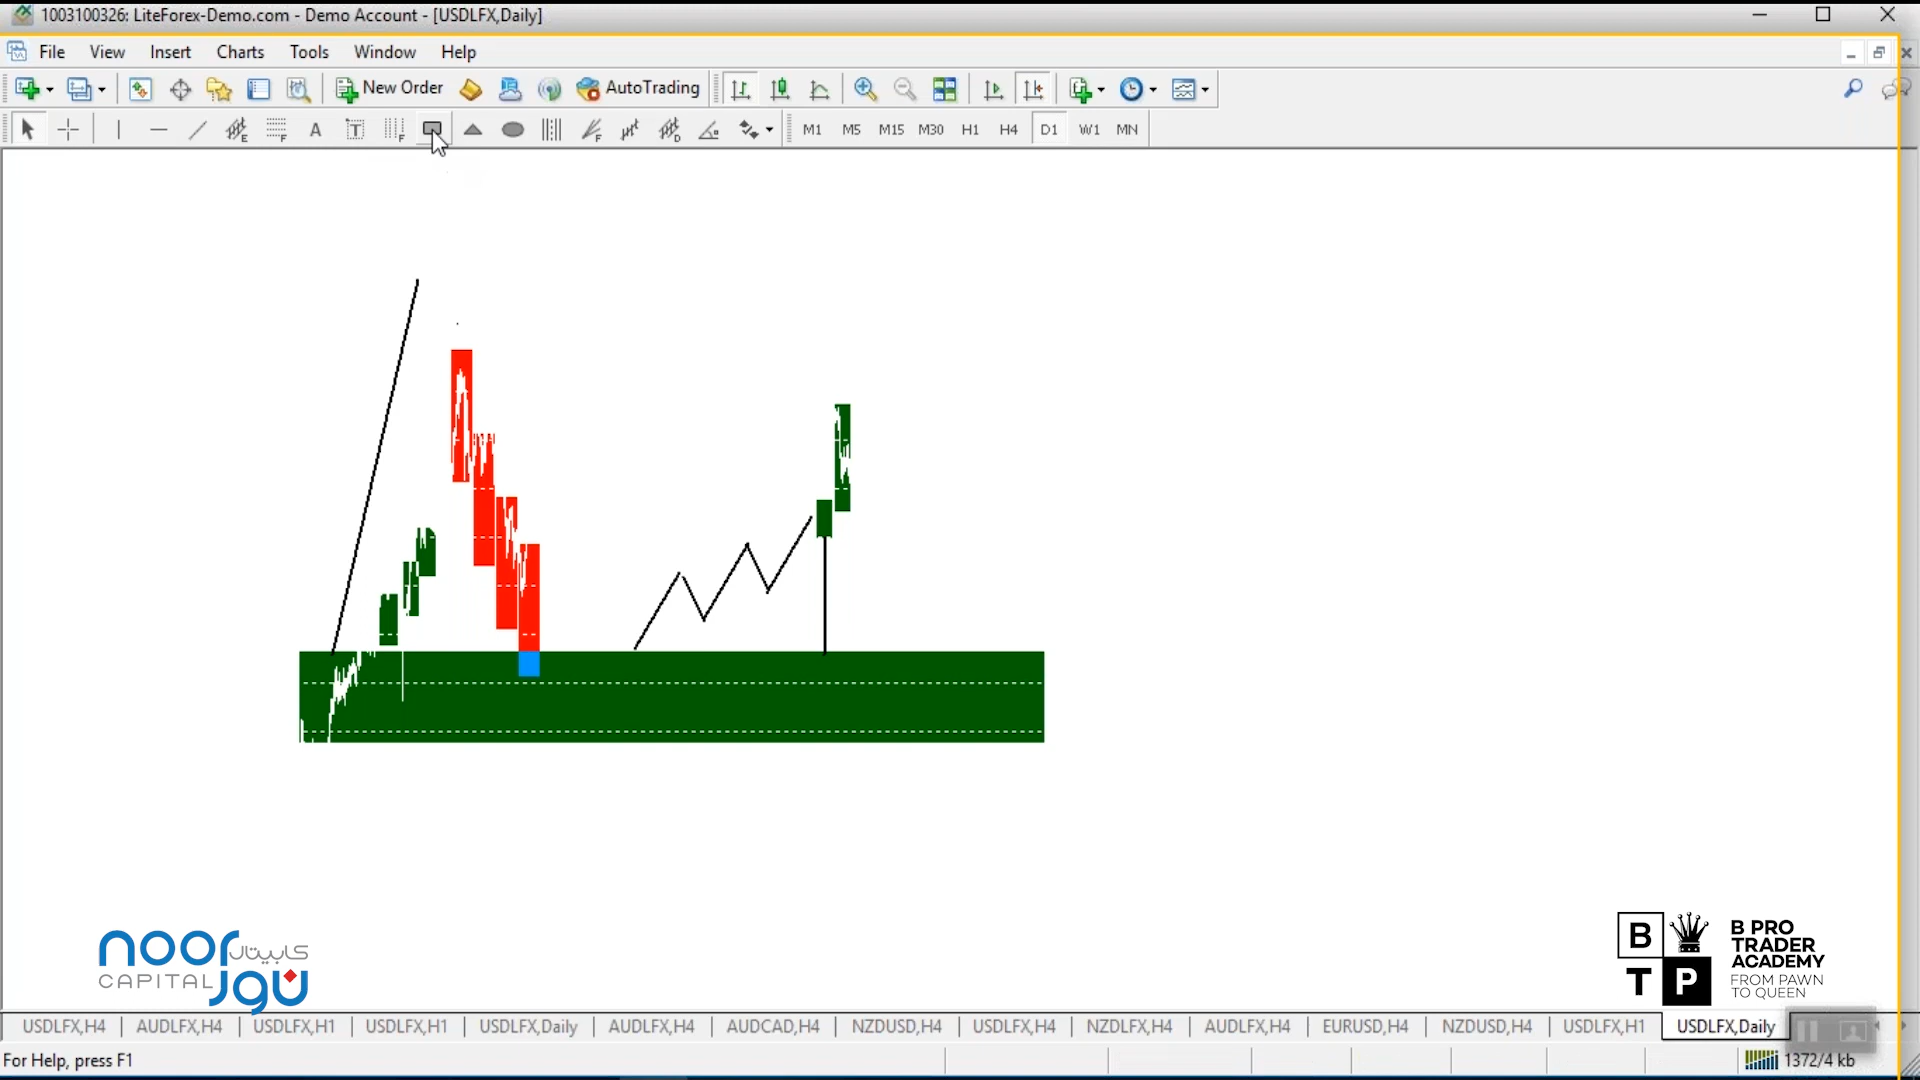 1003100326: LiteForex-Demo.com - Demo Account - [USDLFX,Daily]
File View Insert Charts Tools Window Help
New Order AutoTrading
M1 M5 M15 M30 H1 H4 D1 W1 MN
noor كابيتال
CAPITAL نور
B PRO
TRADER
ACADEMY
FROM PAWN
TO QUEEN
B
T P
USDLFX,H4 AUDLFX,H4 USDLFX,H1 USDLFX,H1 USDLFX,Daily AUDLFX,H4 AUDCAD,H4 NZDUSD,H4 USDLFX,H4 NZDLFX,H4 AUDLFX,H4 EURUSD,H4 NZDUSD,H4 USDLFX,H1 USDLFX,Daily
For Help, press F1 1372/4 kb